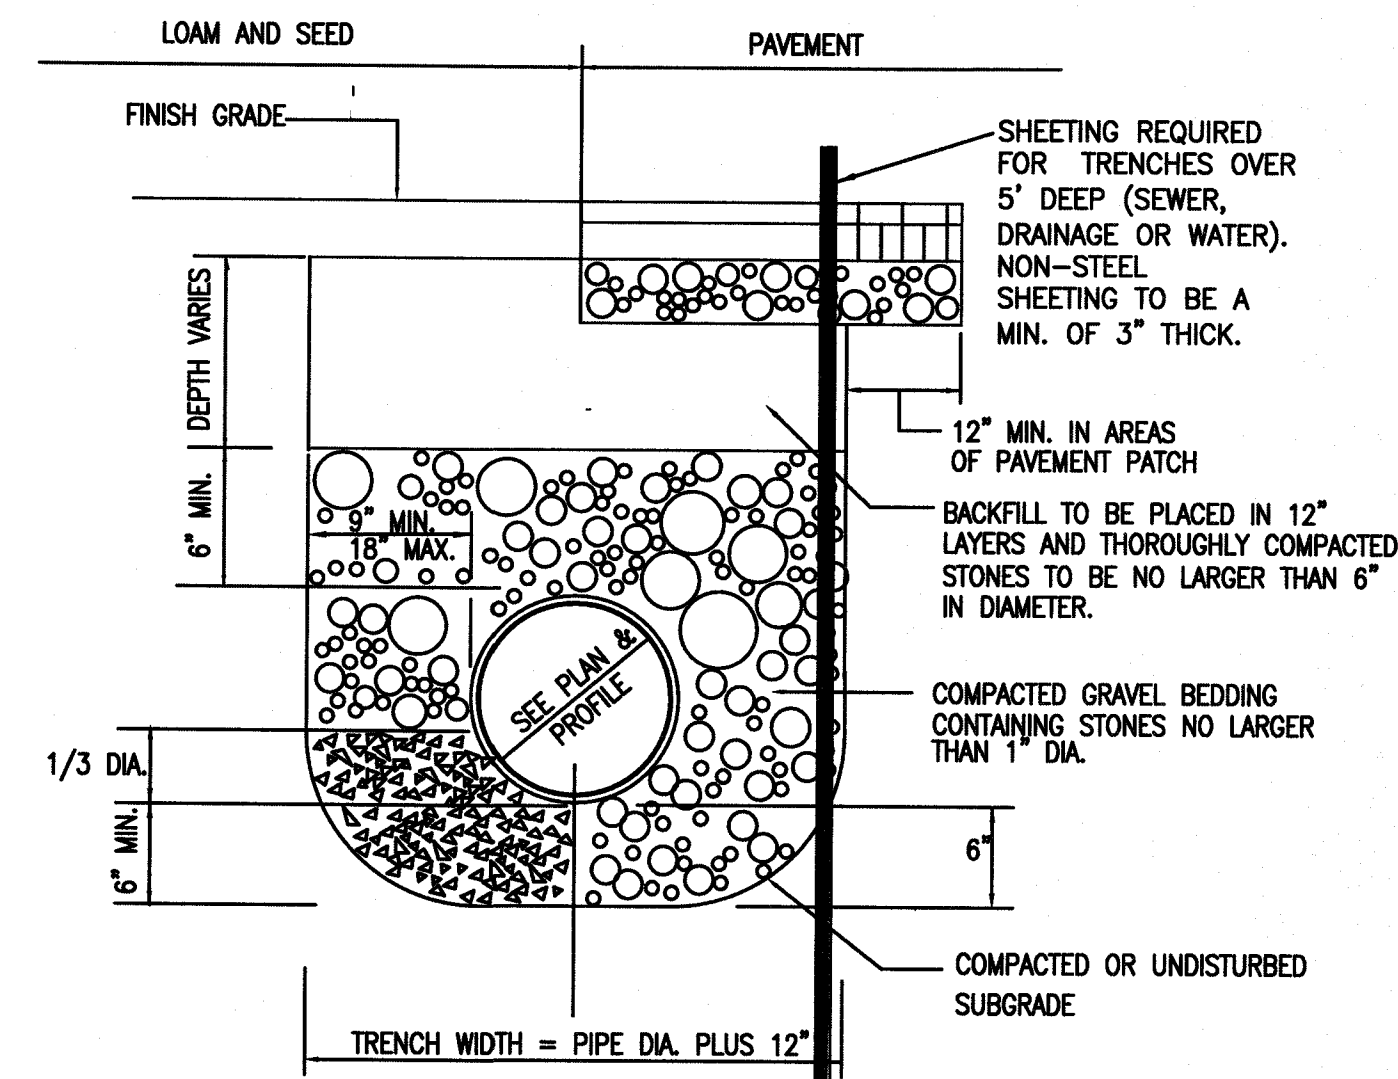 LOAM AND SEED
PAVEMENT
FINISH GRADE
SHEETING REQUIRED
FOR TRENCHES OVER
5' DEEP (SEWER,
DRAINAGE OR WATER).
NON-STEEL
SHEETING TO BE A
MIN. OF 3" THICK.
DEPTH VARIES
12" MIN. IN AREAS
OF PAVEMENT PATCH
6" MIN.
9" MIN.
18" MAX.
BACKFILL TO BE PLACED IN 12"
LAYERS AND THOROUGHLY COMPACTED
STONES TO BE NO LARGER THAN 6"
IN DIAMETER.
SEE PLAN &
PROFILE
COMPACTED GRAVEL BEDDING
CONTAINING STONES NO LARGER
THAN 1" DIA.
1/3 DIA.
6" MIN.
6"
COMPACTED OR UNDISTURBED
SUBGRADE
TRENCH WIDTH = PIPE DIA. PLUS 12"